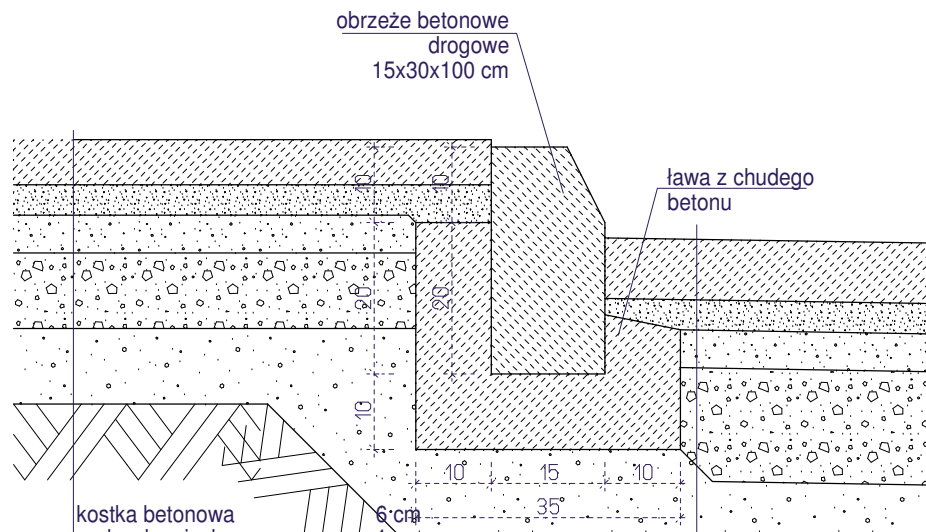 obrzeże betonowe
drogowe
15x30x100 cm
ława z chudego
betonu
10
10
20
20
10
10
15
10
35
kostka betonowa
6 cm